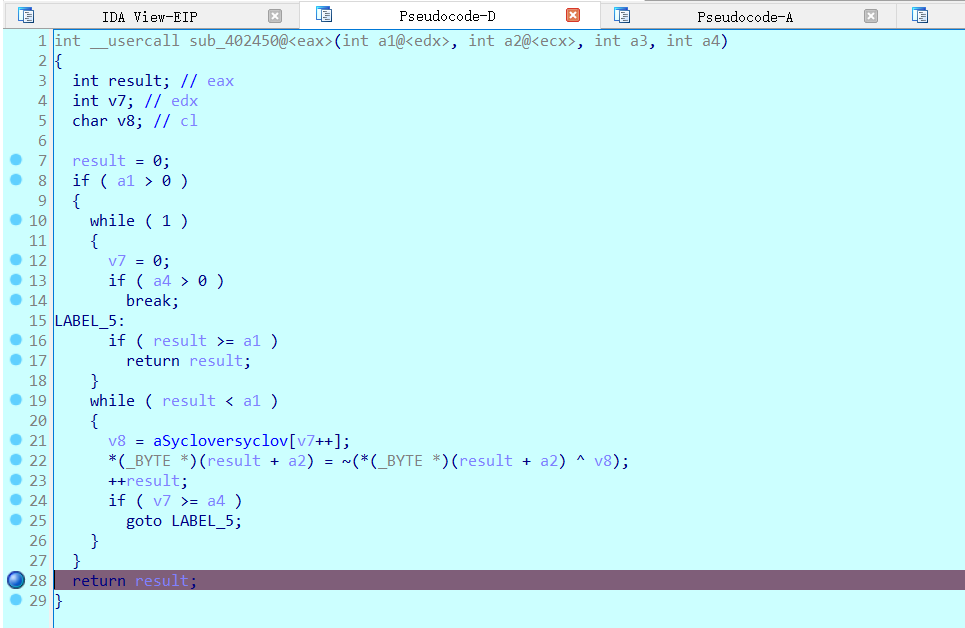 IDA View-EIP Pseudocode-D Pseudocode-A
1 int __usercall sub_402450@<eax>(int a1@<edx>, int a2@<ecx>, int a3, int a4)
2 {
3   int result; // eax
4   int v7; // edx
5   char v8; // cl
6
7   result = 0;
8   if ( a1 > 0 )
9   {
10     while ( 1 )
11     {
12       v7 = 0;
13       if ( a4 > 0 )
14         break;
15 LABEL_5:
16       if ( result >= a1 )
17         return result;
18     }
19     while ( result < a1 )
20     {
21       v8 = aSycloversyclov[v7++];
22       *(_BYTE *)(result + a2) = ~(*(_BYTE *)(result + a2) ^ v8);
23       ++result;
24       if ( v7 >= a4 )
25         goto LABEL_5;
26     }
27   }
28   return result;
29 }